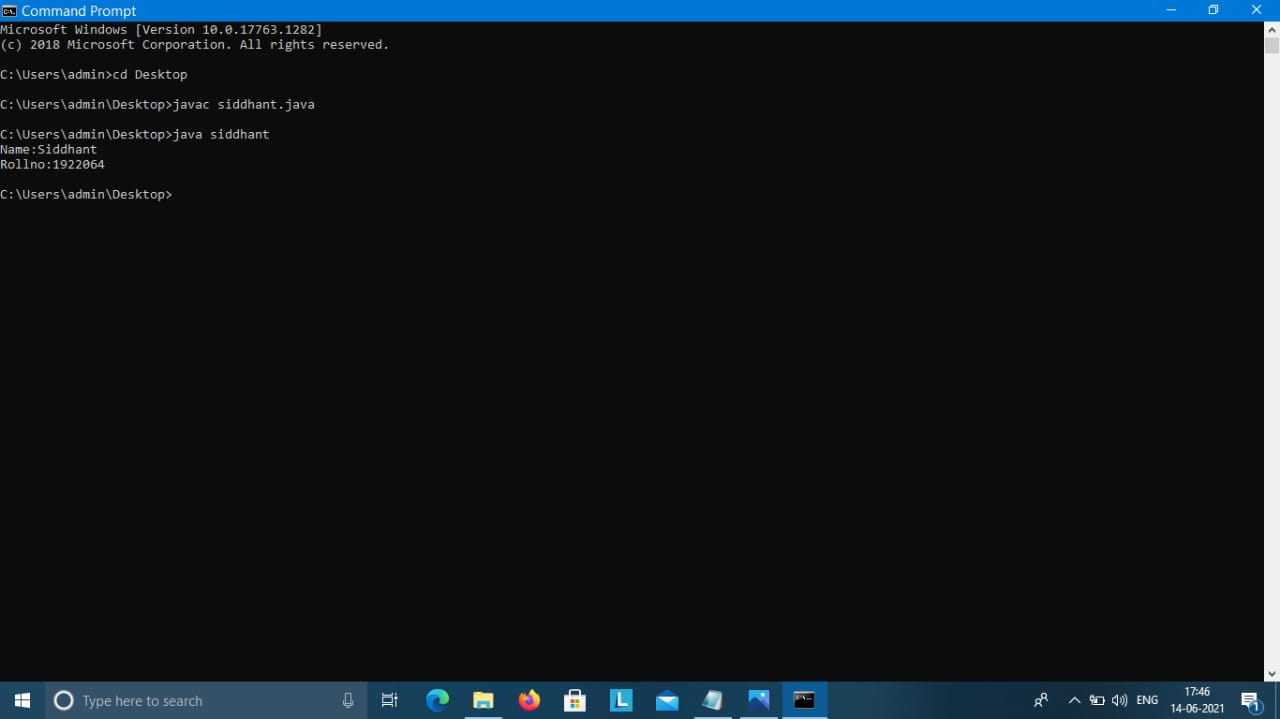 Command Prompt
Microsoft Windows [Version 10.0.17763.1282]
(c) 2018 Microsoft Corporation. All rights reserved.
C:\Users\admin>cd Desktop
C:\Users\admin\Desktop>javac siddhant.java
C:\Users\admin\Desktop>java siddhant
Name:Siddhant
Rollno:1922064
C:\Users\admin\Desktop>
Type here to search
L
ENG
17:46
14-06-2021
1